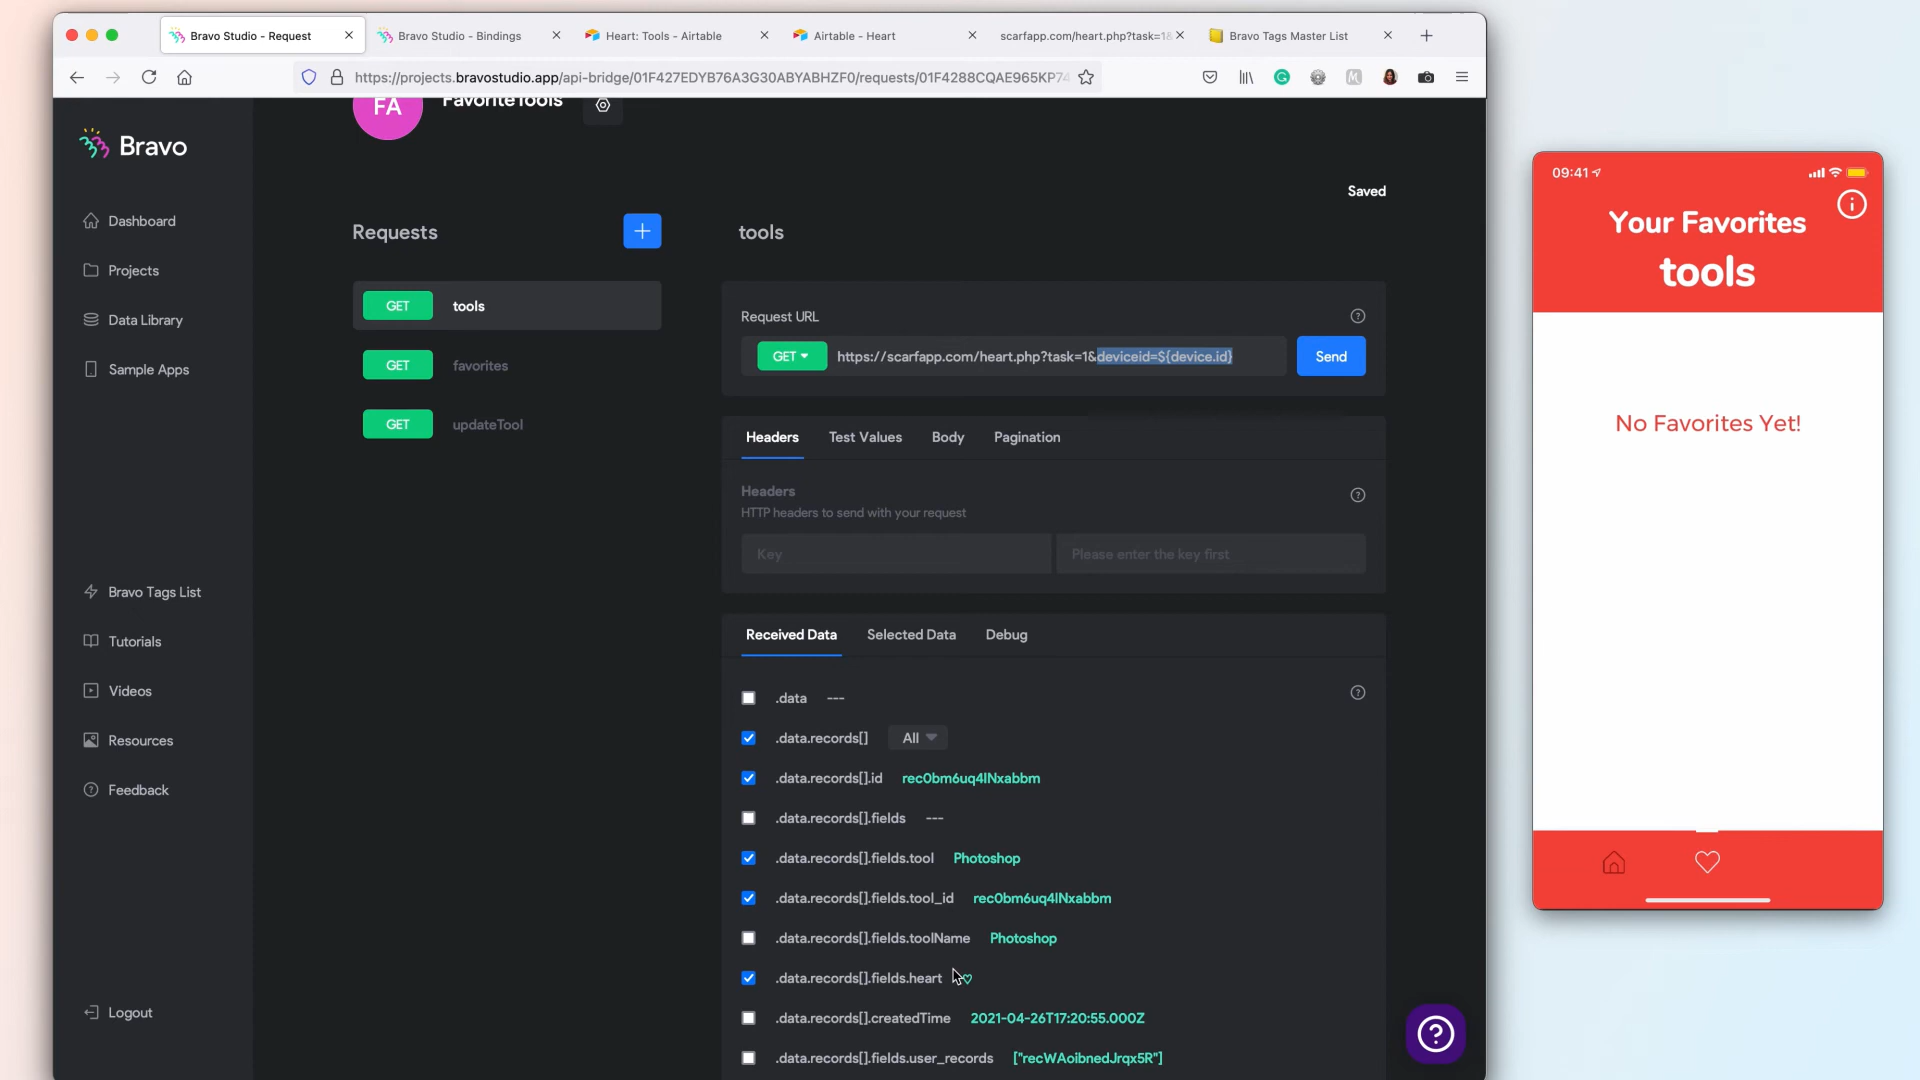 Bravo Studio - Request
Bravo Studio - Bindings
Heart: Tools - Airtable
Airtable - Heart
scarfapp.com/heart.php?task=1&
Bravo Tags Master List
https://projects.bravostudio.app/api-bridge/01F427EDYB76A3G30ABYABHZF0/requests/01F4288CQAE965KP74
Bravo
Dashboard
Projects
Data Library
Sample Apps
Bravo Tags List
Tutorials
Videos
Resources
Feedback
Logout
FA
FavoriteTools
Saved
Requests
GET tools
GET favorites
GET updateTool
tools
Request URL
GET https://scarfapp.com/heart.php?task=1&deviceid=${device.id} Send
Headers Test Values Body Pagination
Headers
HTTP headers to send with your request
Key Please enter the key first
Received Data Selected Data Debug
.data ---
.data.records[] All
.data.records[].id rec0bm6uq4lNxabbm
.data.records[].fields ---
.data.records[].fields.tool Photoshop
.data.records[].fields.tool_id rec0bm6uq4lNxabbm
.data.records[].fields.toolName Photoshop
.data.records[].fields.heart ♡
.data.records[].createdTime 2021-04-26T17:20:55.000Z
.data.records[].fields.user_records ["recWAoibnedJrqx5R"]
09:41
Your Favorites
tools
No Favorites Yet!